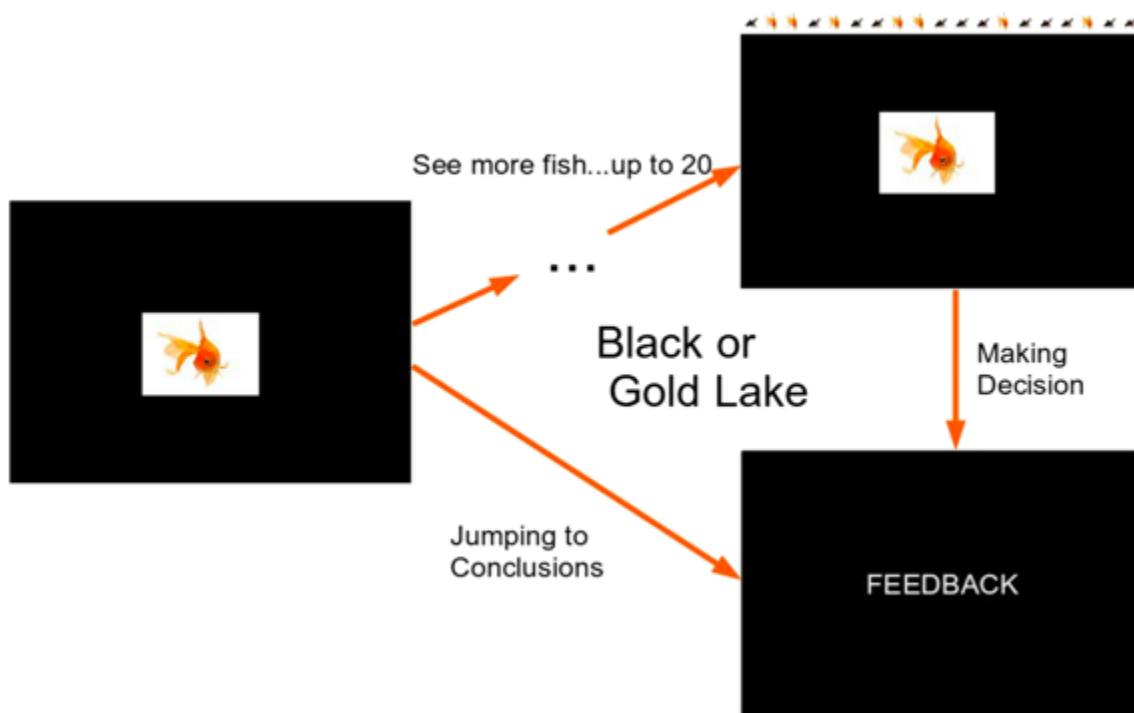 See more fish...up to 20
...
Black or
Gold Lake
Making
Decision
Jumping to
Conclusions
FEEDBACK